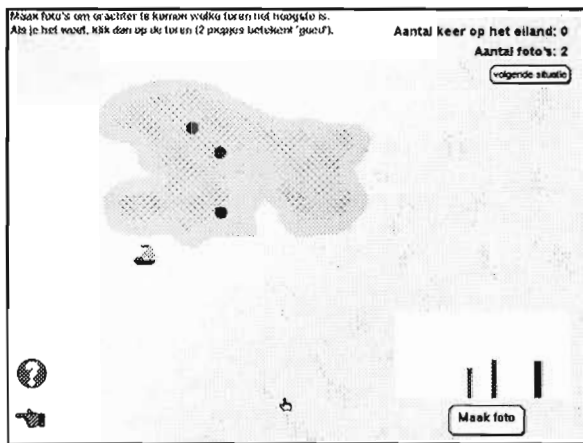 Maak foto's om erachter te komen welke toren het hoogste is.
Als je het weet, klik dan op de toren (2 piepjes betekent 'goed').
Aantal keer op het eiland: 0
Aantal foto's: 2
volgende situatie
?
Maak foto